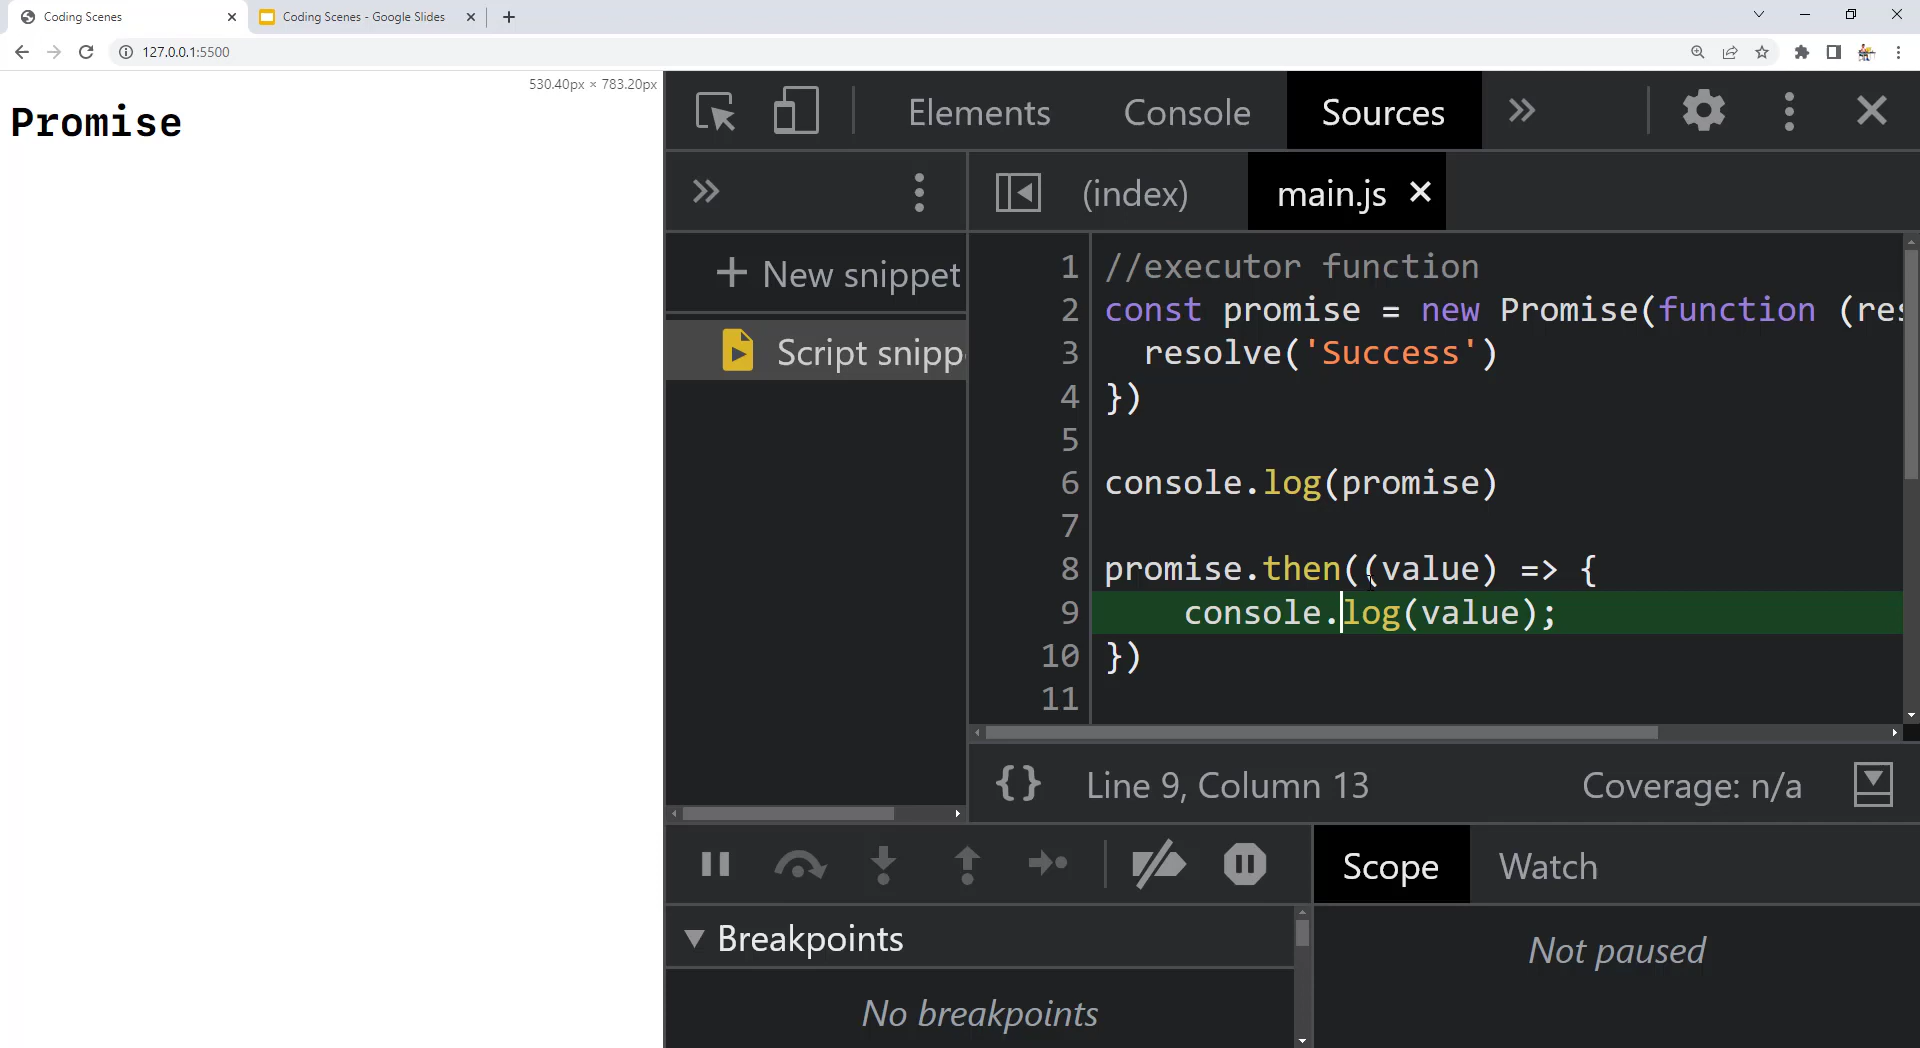 Coding Scenes
Coding Scenes - Google Slides
127.0.0.1:5500
530.40px × 783.20px
Promise
Elements Console Sources
(index) main.js
New snippet
Script snipp
1 //executor function
2 const promise = new Promise(function (res
3 resolve('Success')
4 })
5
6 console.log(promise)
7
8 promise.then((value) => {
9 console.log(value);
10 })
11
{} Line 9, Column 13 Coverage: n/a
Scope Watch
Breakpoints
No breakpoints
Not paused